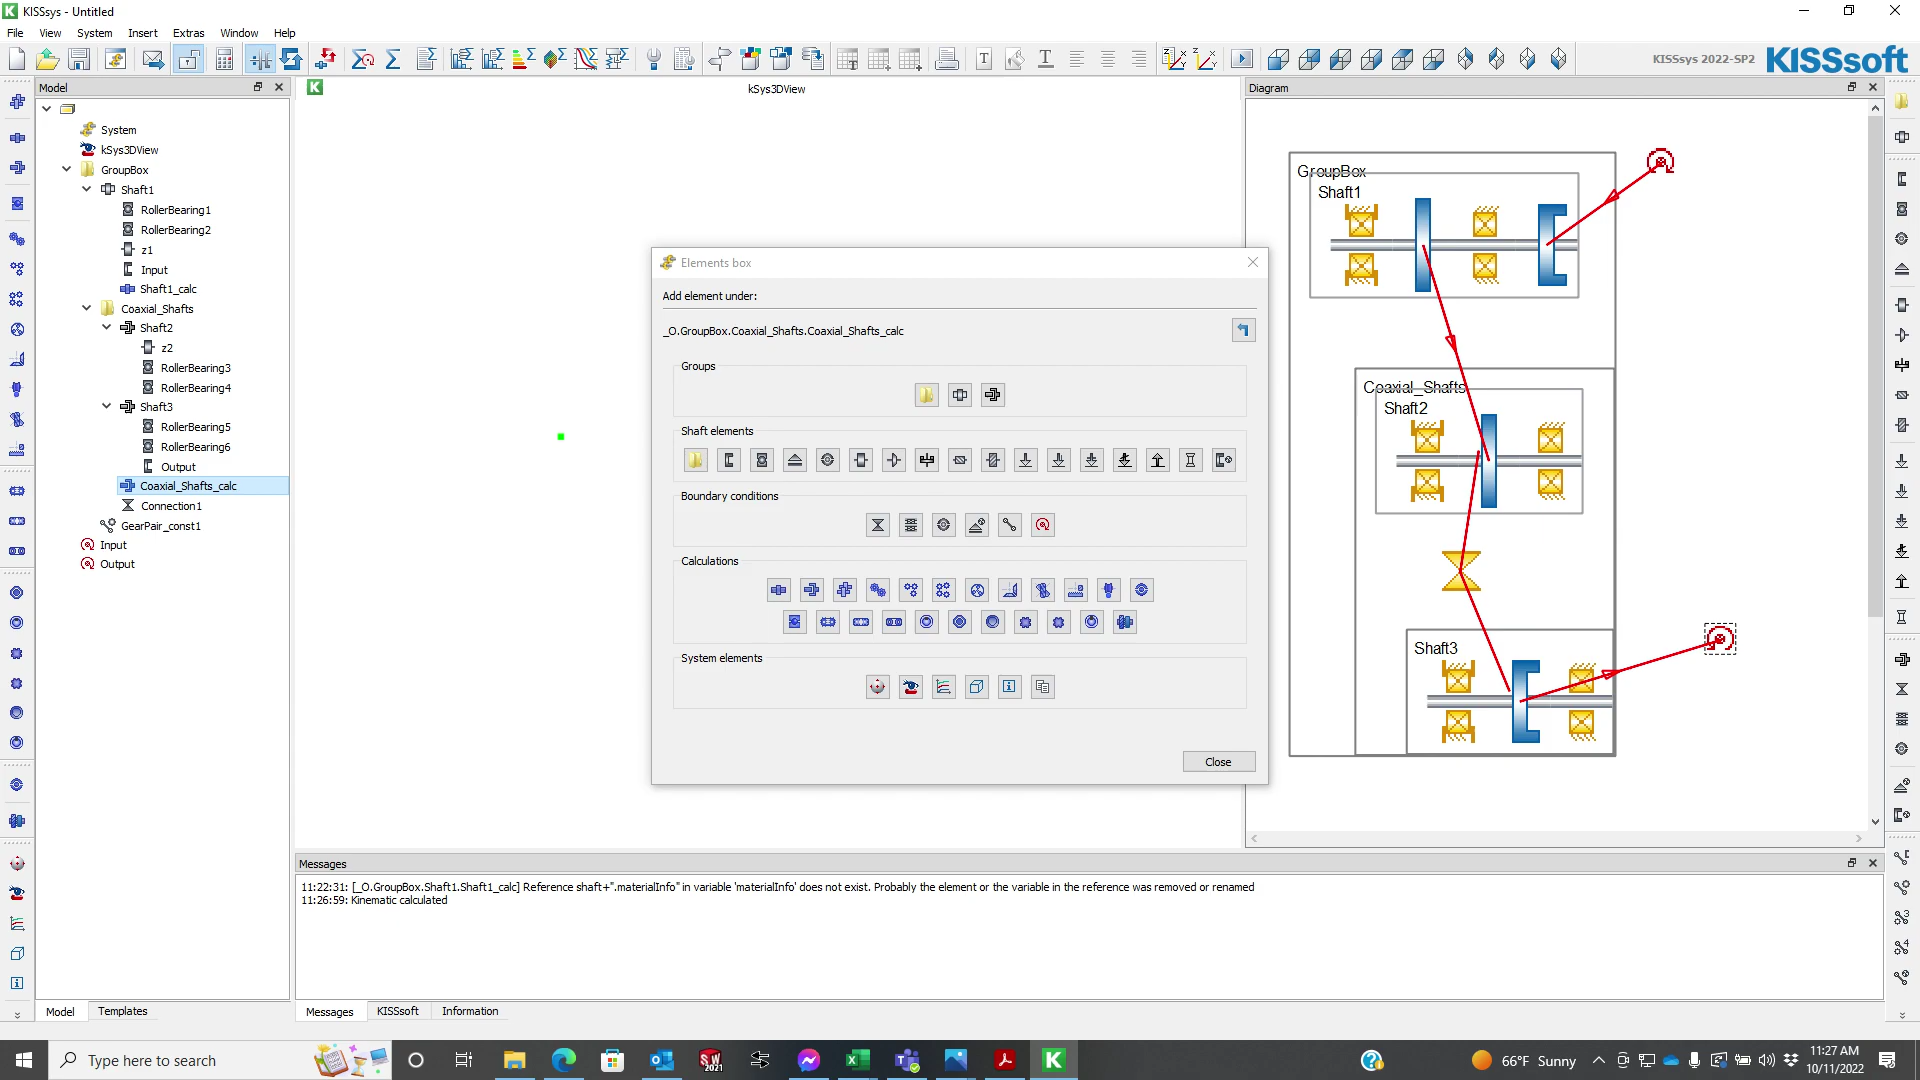 KISSsys - Untitled
File View System Insert Extras Window Help
KISSsys 2022-SP2 KISSsoft
Model
kSys3DView
Diagram
System
kSys3DView
GroupBox
Shaft1
RollerBearing1
RollerBearing2
z1
Input
Shaft1_calc
Coaxial_Shafts
Shaft2
z2
RollerBearing3
RollerBearing4
Shaft3
RollerBearing5
RollerBearing6
Output
Coaxial_Shafts_calc
Connection1
GearPair_const1
Input
Output
Elements box
Add element under:
_O.GroupBox.Coaxial_Shafts.Coaxial_Shafts_calc
Groups
Shaft elements
Boundary conditions
Calculations
System elements
Close
GroupBox
Shaft1
Coaxial_Shafts
Shaft2
Shaft3
Messages
11:22:31: [_O.GroupBox.Shaft1.Shaft1_calc] Reference shaft+".materialInfo" in variable 'materialInfo' does not exist. Probably the element or the variable in the reference was removed or renamed
11:26:59: Kinematic calculated
Model Templates
Messages KISSsoft Information
Type here to search
66°F Sunny
11:27 AM
10/11/2022